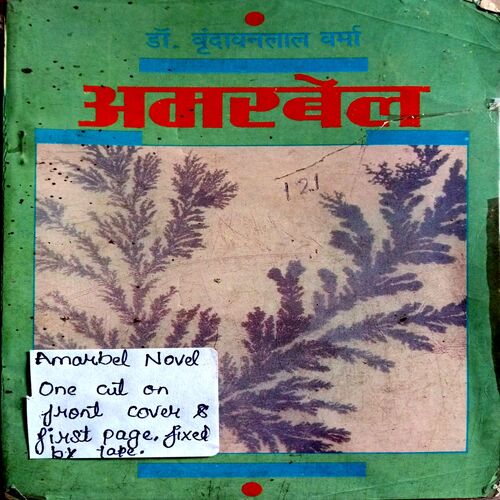 डॉ. वृंदावनलाल वर्मा
अमरबेल
121
Amarbel Novel
One cut on
front cover &
first page. fixed
by tape.